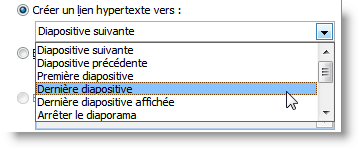 Créer un lien hypertexte vers :
Diapositive suivante
Diapositive suivante
Diapositive précédente
Première diapositive
Dernière diapositive
Dernière diapositive affichée
Arrêter le diaporama